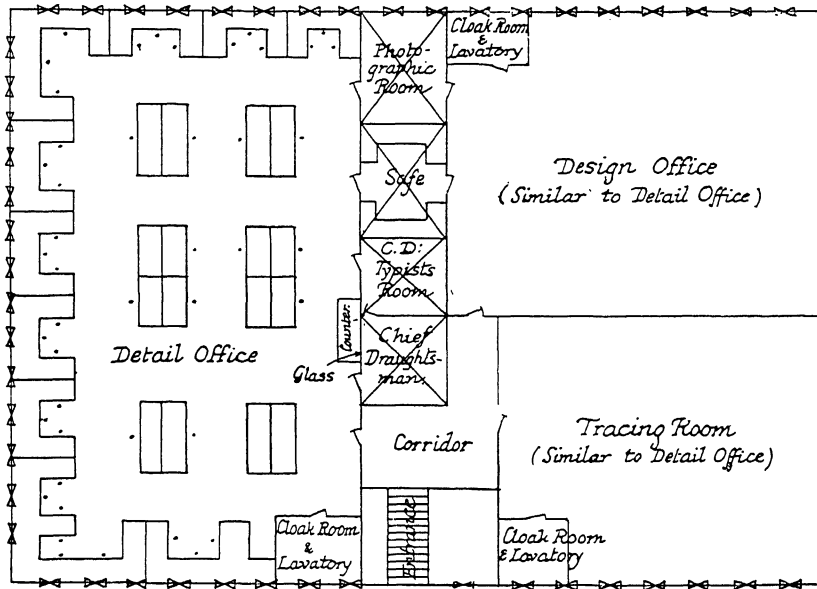 Photo-
graphic
Room
Cloak Room
&
Lavatory
Safe
Design Office
(Similar to Detail Office)
C.D:
Typists
Room
Counter.
Detail Office
Glass
Chief
Draughts-
man.
Corridor
Tracing Room
(Similar to Detail Office)
Cloak Room
&
Lavatory
Entrance
Cloak Room
& Lavatory